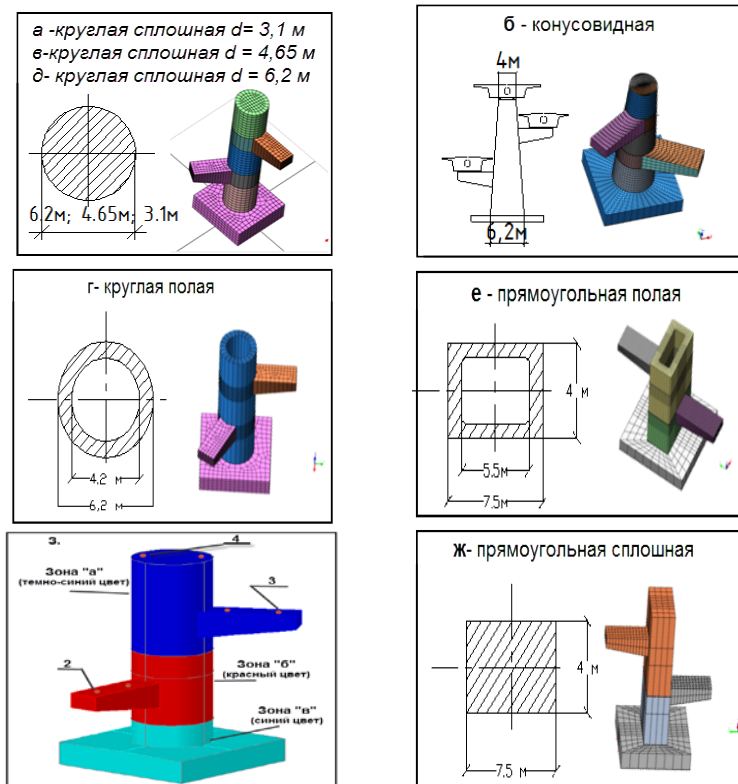 а -круглая сплошная d= 3,1 м
в-круглая сплошная d = 4,65 м
д- круглая сплошная d = 6,2 м
6.2м; 4.65м; 3.1м
б - конусовидная
4м
6,2м
г- круглая полая
4.2 м
6,2 м
е - прямоугольная полая
4 м
5.5м
7.5м
з.
4
Зона "а"
(темно-синий цвет)
3
2
Зона "б"
(красный цвет)
Зона "в"
(синий цвет)
ж- прямоугольная сплошная
4 м
7.5 м